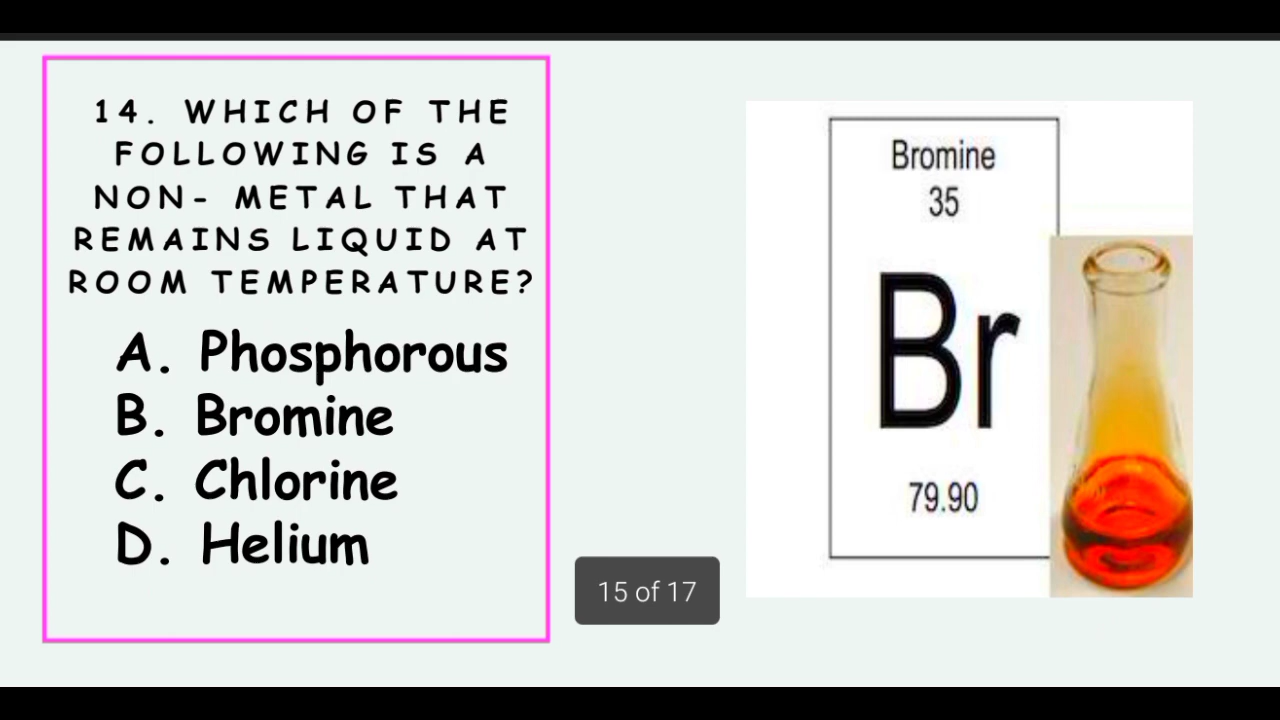 14. WHICH OF THE
FOLLOWING IS A
NON- METAL THAT
REMAINS LIQUID AT
ROOM TEMPERATURE?
A. Phosphorous
B. Bromine
C. Chlorine
D. Helium
Bromine
35
Br
79.90
15 of 17